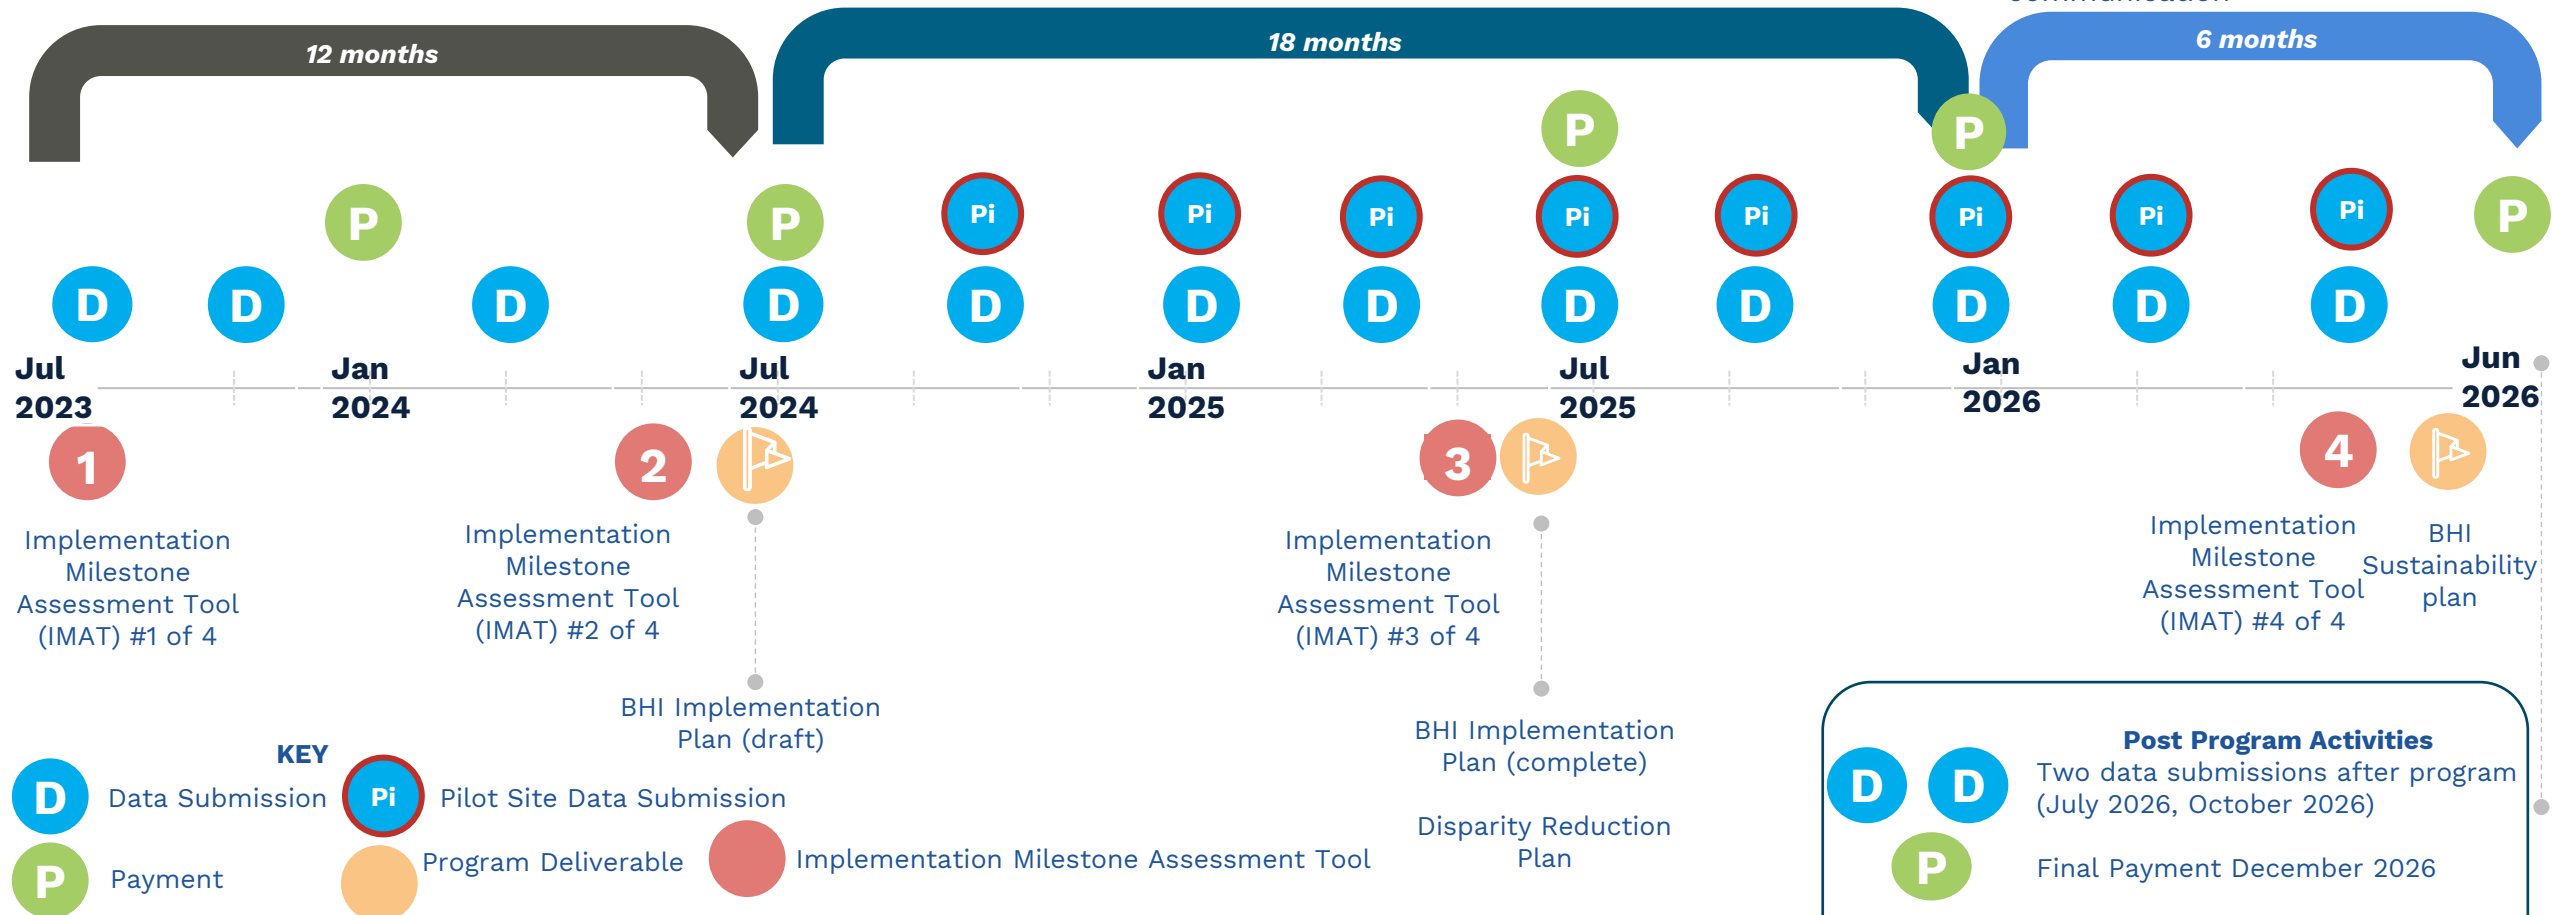 communication
12 months
18 months
6 months
P
P
P
P
P
Pi
Pi
Pi
Pi
Pi
Pi
Pi
Pi
D
D
D
D
D
D
D
D
D
D
D
D
Jul
2023
Jan
2024
Jul
2024
Jan
2025
Jul
2025
Jan
2026
Jun
2026
1
2
3
4
Implementation
Milestone
Assessment Tool
(IMAT) #1 of 4
Implementation
Milestone
Assessment Tool
(IMAT) #2 of 4
BHI Implementation
Plan (draft)
Implementation
Milestone
Assessment Tool
(IMAT) #3 of 4
BHI Implementation
Plan (complete)
Disparity Reduction
Plan
Implementation
Milestone
Assessment Tool
(IMAT) #4 of 4
BHI
Sustainability
plan
KEY
D Data Submission
Pi Pilot Site Data Submission
P Payment
Program Deliverable
Implementation Milestone Assessment Tool
Post Program Activities
D D
Two data submissions after program
(July 2026, October 2026)
P Final Payment December 2026